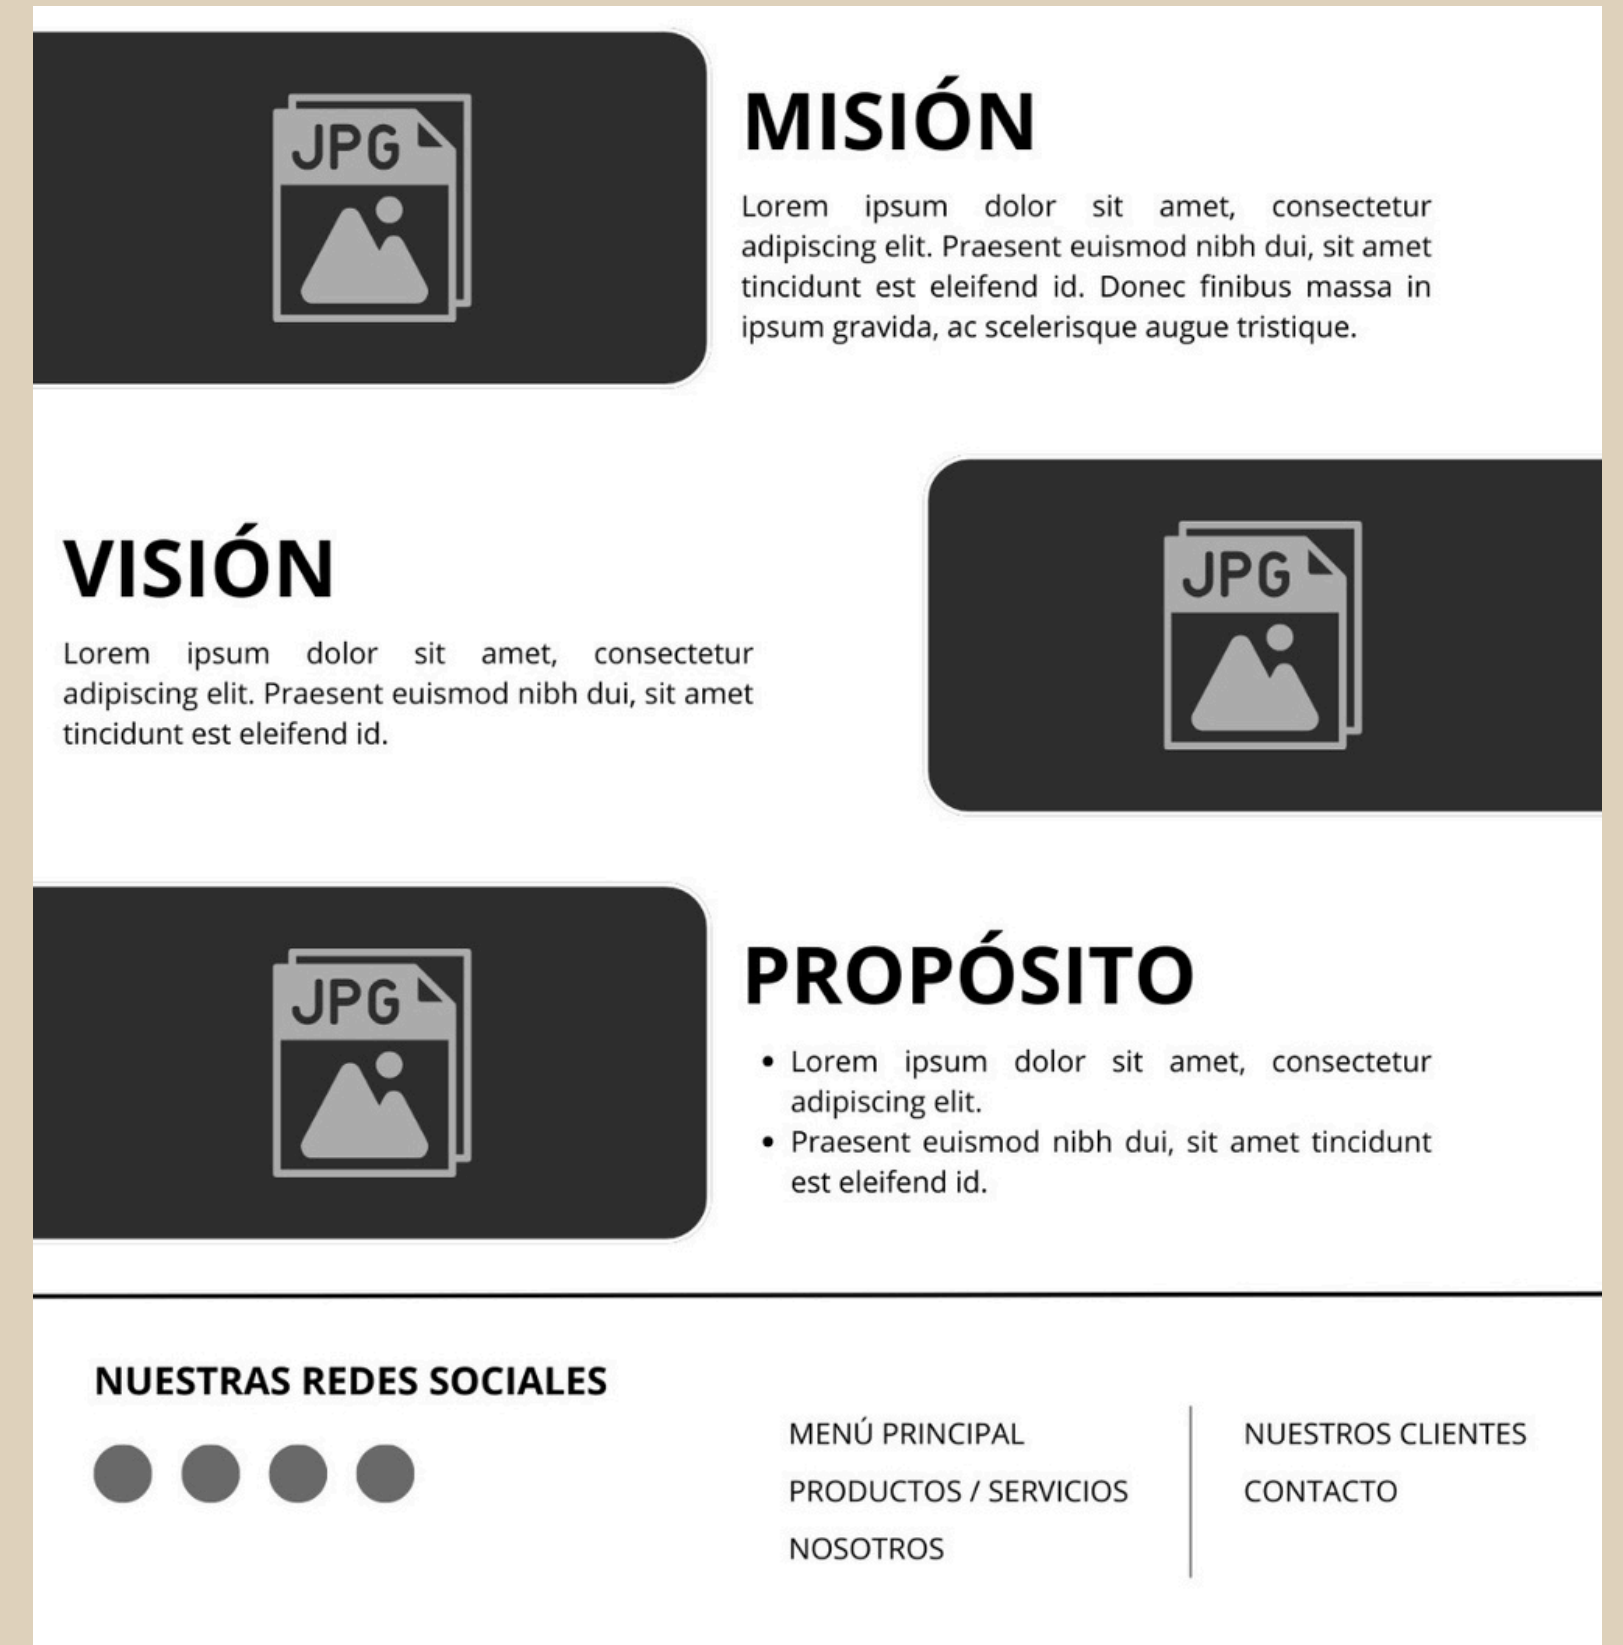 JPG
MISIÓN
Lorem ipsum dolor sit amet, consectetur
adipiscing elit. Praesent euismod nibh dui, sit amet
tincidunt est eleifend id. Donec finibus massa in
ipsum gravida, ac scelerisque augue tristique.
VISIÓN
Lorem ipsum dolor sit amet, consectetur
adipiscing elit. Praesent euismod nibh dui, sit amet
tincidunt est eleifend id.
JPG
JPG
PROPÓSITO
• Lorem ipsum dolor sit amet, consectetur
adipiscing elit.
• Praesent euismod nibh dui, sit amet tincidunt
est eleifend id.
NUESTRAS REDES SOCIALES
MENÚ PRINCIPAL
PRODUCTOS / SERVICIOS
NOSOTROS
NUESTROS CLIENTES
CONTACTO